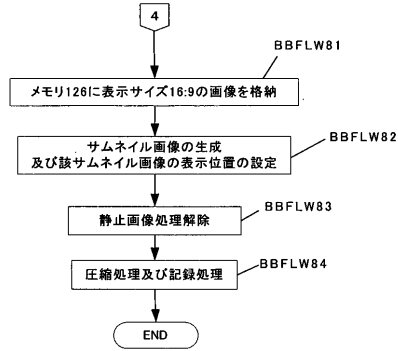 4
BBFLW81
メモリ126に表示サイズ16:9の画像を格納
BBFLW82
サムネイル画像の生成
及び該サムネイル画像の表示位置の設定
BBFLW83
静止画像処理解除
BBFLW84
圧縮処理及び記録処理
END